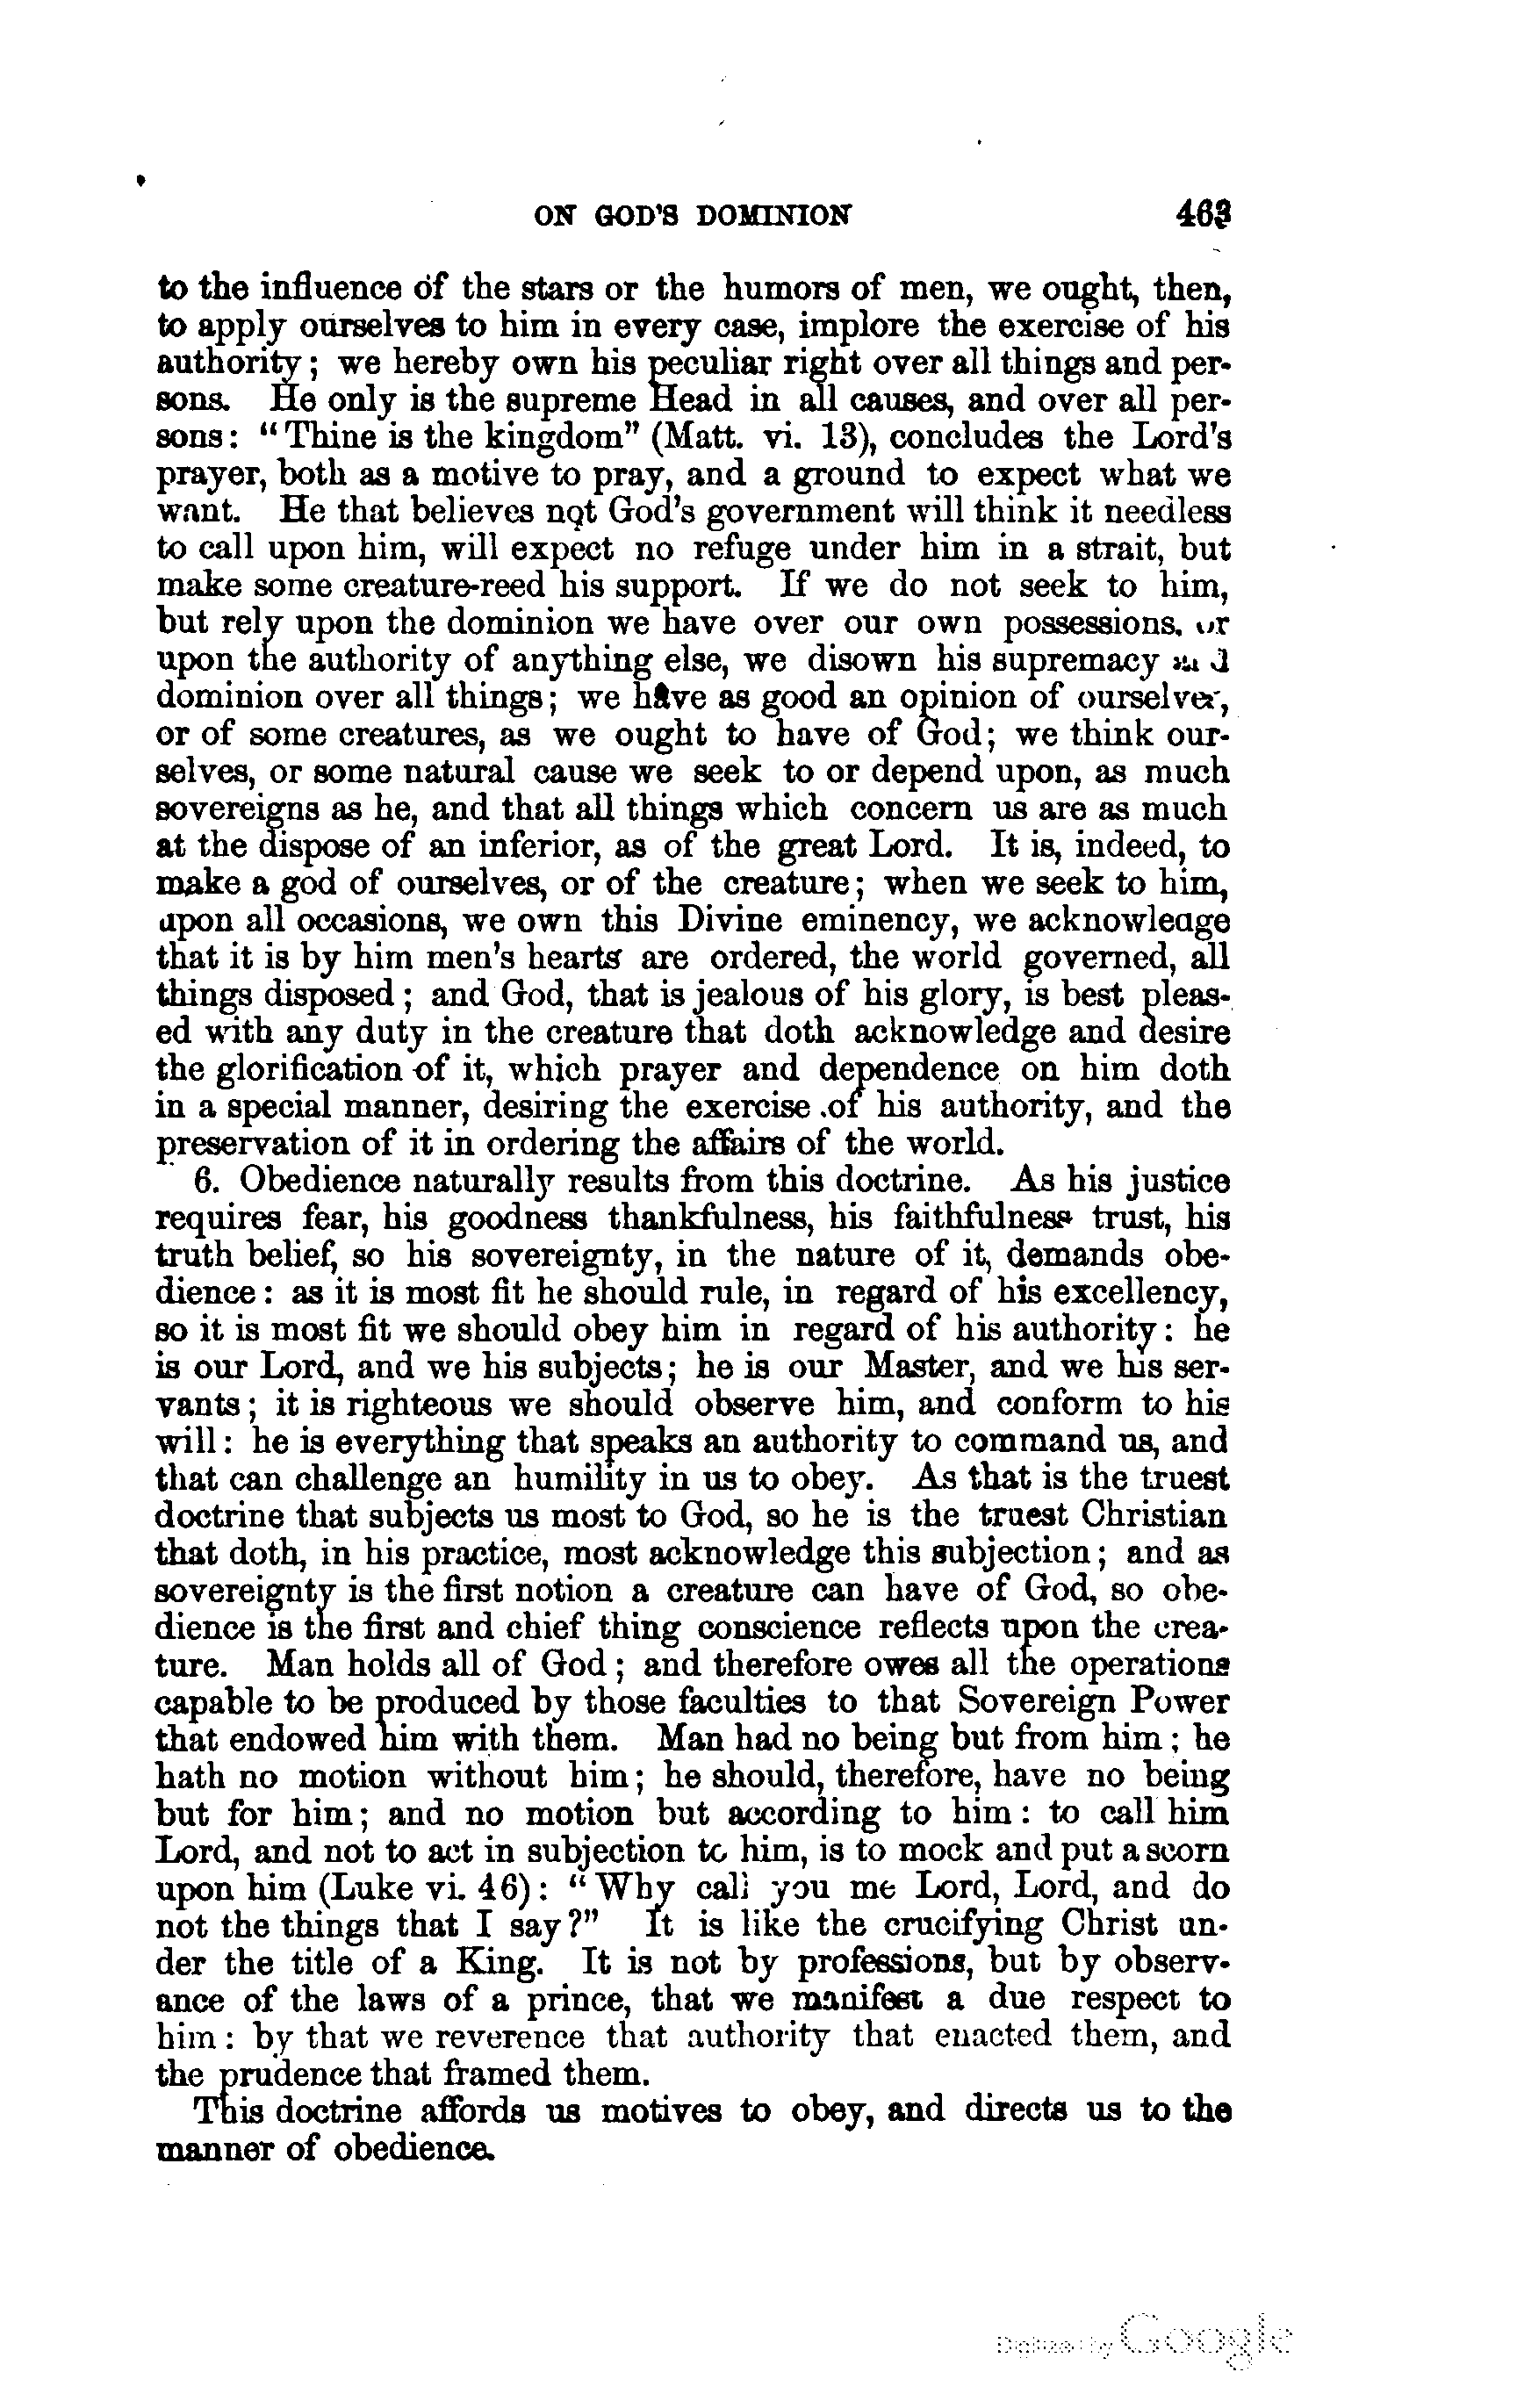 ON GOD'S DOMINION 463
to the influence of the stars or the humors of men, we ought, then,
to apply ourselves to him in every case, implore the exercise of his
authority; we hereby own his peculiar right over all things and per-
sons. He only is the supreme Head in all causes, and over all per-
sons: "Thine is the kingdom" (Matt. vi. 13), concludes the Lord's
prayer, both as a motive to pray, and a ground to expect what we
want. He that believes not God's government will think it needless
to call upon him, will expect no refuge under him in a strait, but
make some creature-reed his support. If we do not seek to him,
but rely upon the dominion we have over our own possessions, or
upon the authority of anything else, we disown his supremacy and
dominion over all things; we have as good an opinion of ourselves,
or of some creatures, as we ought to have of God; we think our-
selves, or some natural cause we seek to or depend upon, as much
sovereigns as he, and that all things which concern us are as much
at the dispose of an inferior, as of the great Lord. It is, indeed, to
make a god of ourselves, or of the creature; when we seek to him,
upon all occasions, we own this Divine eminency, we acknowledge
that it is by him men's hearts are ordered, the world governed, all
things disposed; and God, that is jealous of his glory, is best pleas-
ed with any duty in the creature that doth acknowledge and desire
the glorification of it, which prayer and dependence on him doth
in a special manner, desiring the exercise of his authority, and the
preservation of it in ordering the affairs of the world.
6. Obedience naturally results from this doctrine. As his justice
requires fear, his goodness thankfulness, his faithfulness trust, his
truth belief, so his sovereignty, in the nature of it, demands obe-
dience: as it is most fit he should rule, in regard of his excellency,
so it is most fit we should obey him in regard of his authority: he
is our Lord, and we his subjects; he is our Master, and we his ser-
vants; it is righteous we should observe him, and conform to his
will: he is everything that speaks an authority to command us, and
that can challenge an humility in us to obey. As that is the truest
doctrine that subjects us most to God, so he is the truest Christian
that doth, in his practice, most acknowledge this subjection; and as
sovereignty is the first notion a creature can have of God, so obe-
dience is the first and chief thing conscience reflects upon the crea-
ture. Man holds all of God; and therefore owes all the operations
capable to be produced by those faculties to that Sovereign Power
that endowed him with them. Man had no being but from him; he
hath no motion without him; he should, therefore, have no being
but for him; and no motion but according to him: to call him
Lord, and not to act in subjection to him, is to mock and put a scorn
upon him (Luke vi. 46): "Why call you me Lord, Lord, and do
not the things that I say?" It is like the crucifying Christ un-
der the title of a King. It is not by professions, but by observ-
ance of the laws of a prince, that we manifest a due respect to
him: by that we reverence that authority that enacted them, and
the prudence that framed them.
This doctrine affords us motives to obey, and directs us to the
manner of obedience.
Digitized by Google